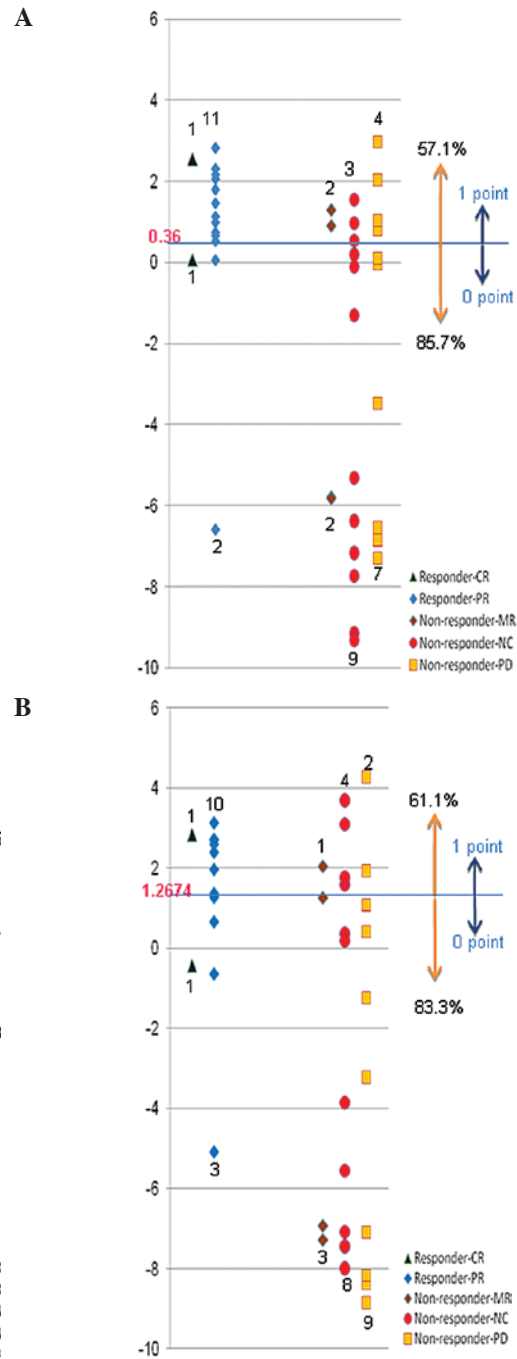 A
6
4
4
1
11
57.1%
3
2
2
1 point
0.36
0
1
0 point
-2
85.7%
-4
-6
2
2
7
Responder-CR
-8
Responder-PR
Non-responder-MR
9
Non-responder-NC
-10
Non-responder-PD
B
6
2
4
4
61.1%
1
10
1
1 point
2
1.2674
0 point
0
1
83.3%
-2
-4
3
-6
3
Responder-CR
-8
8
Responder-PR
Non-responder-MR
9
Non-responder-NC
-10
Non-responder-PD